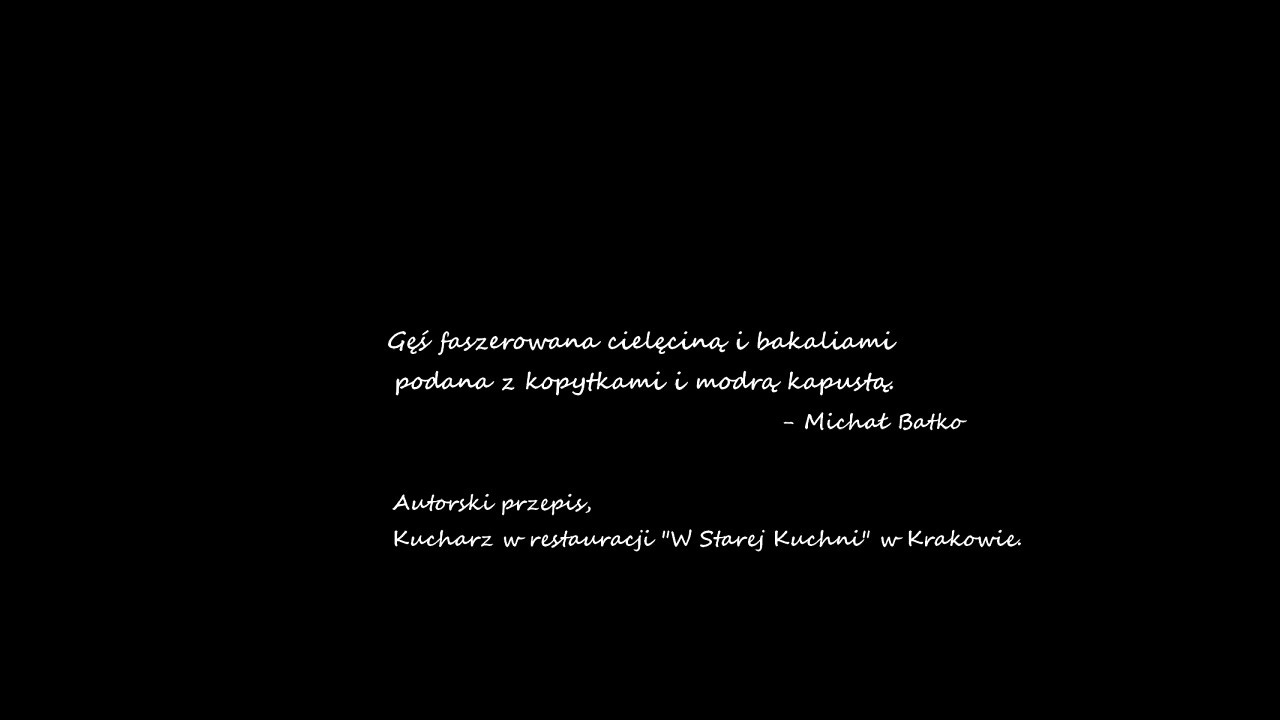 Gęś faszerowana cielęciną i bakaliami
podana z kopytkami i modrą kapustą.
- Michał Bałko
Autorski przepis,
Kucharz w restauracji "W Starej Kuchni" w Krakowie.